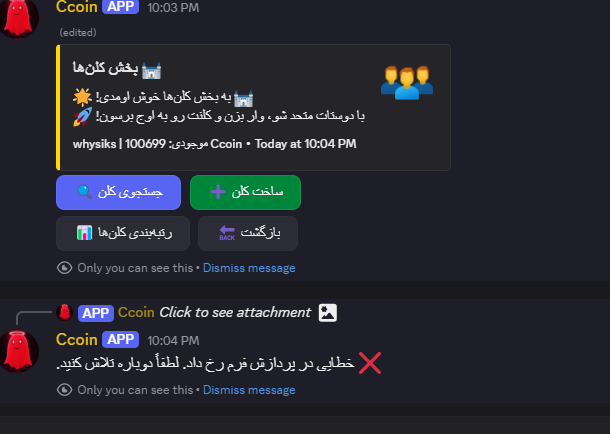 Ccoin APP 10:03 PM
(edited)
بخش کلن‌ها 🏰
🌟 به بخش کلن‌ها خوش اومدی! 🏰
با دوستات متحد شو، وار بزن و کلنت رو به اوج برسون! 🚀
whysiks | موجودی: 100699 Ccoin • Today at 10:04 PM
🔍 جستجوی کلن
➕ ساخت کلن
📊 رتبه‌بندی کلن‌ها
🔙 بازگشت
Only you can see this • Dismiss message
APP Ccoin Click to see attachment
Ccoin APP 10:04 PM
❌ خطایی در پردازش فرم رخ داد. لطفاً دوباره تلاش کنید.
Only you can see this • Dismiss message